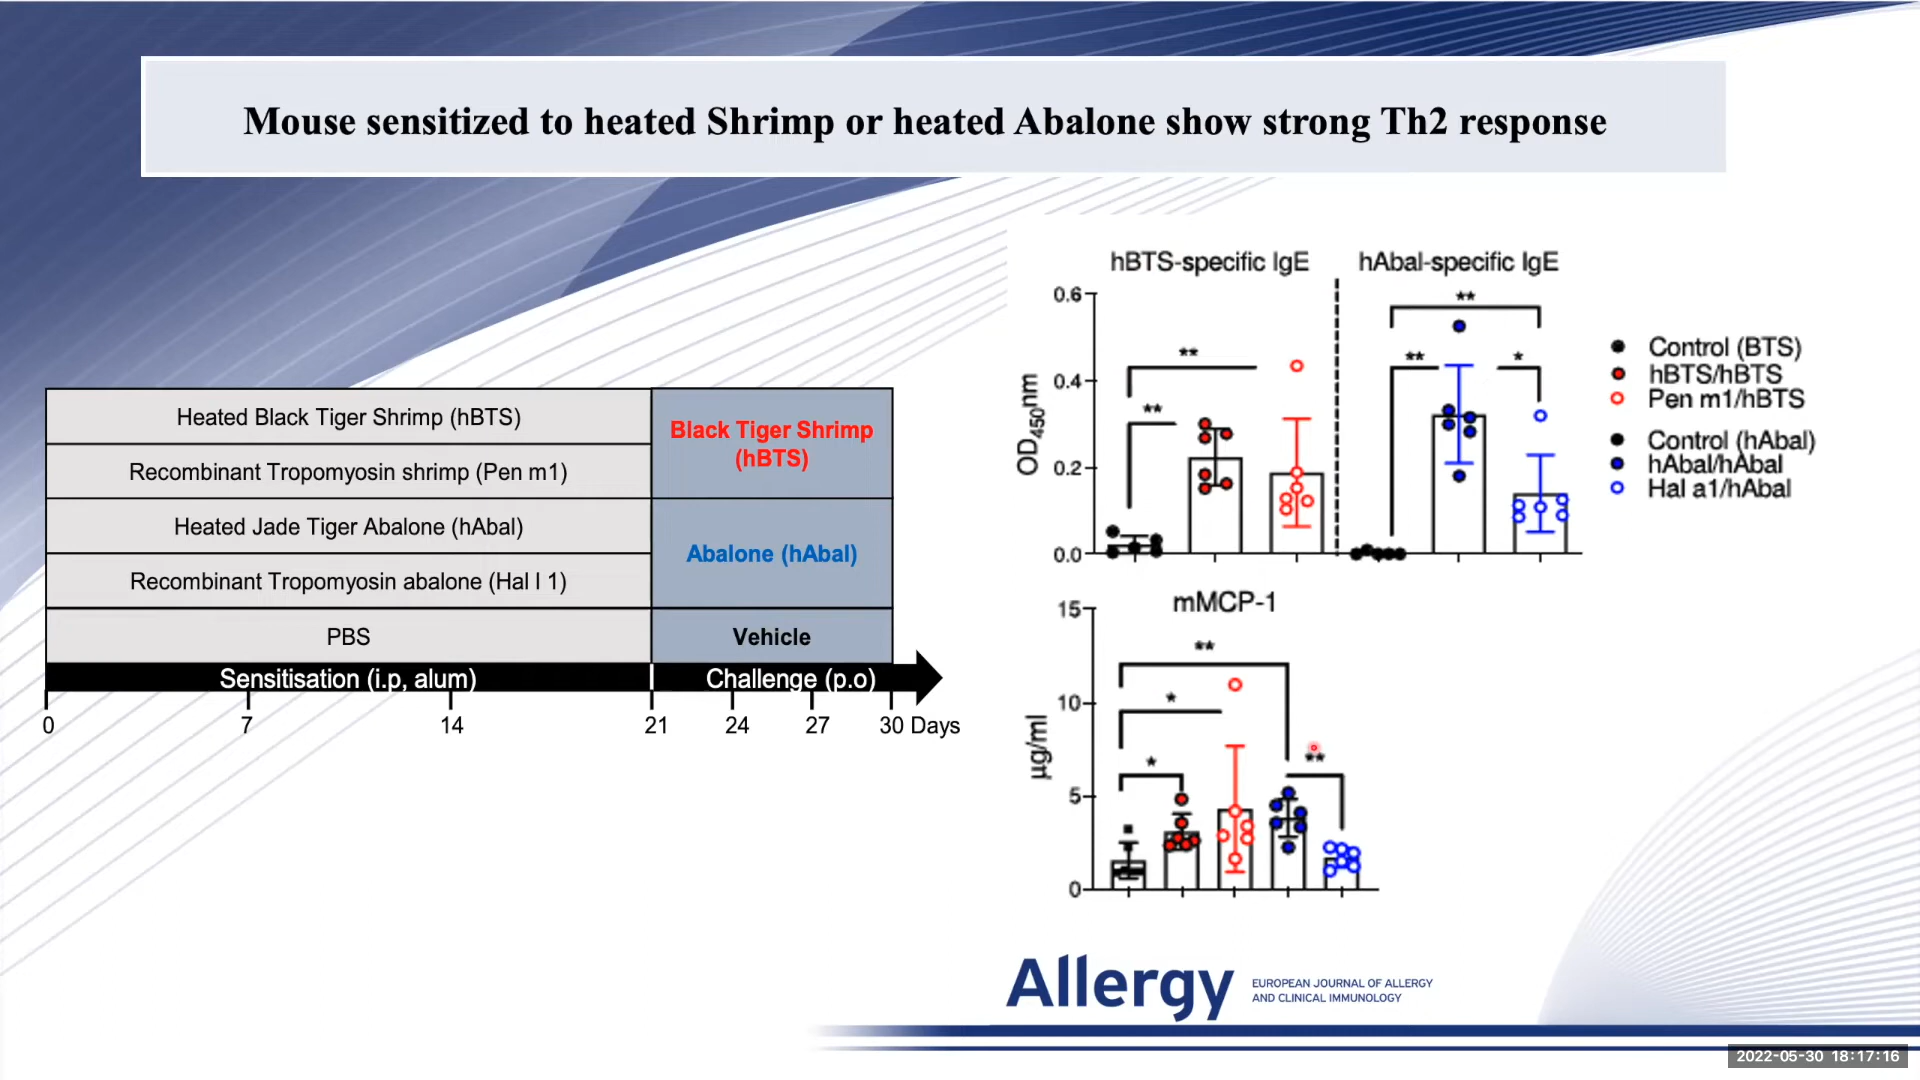 Mouse sensitized to heated Shrimp or heated Abalone show strong Th2 response
Heated Black Tiger Shrimp (hBTS)
Recombinant Tropomyosin shrimp (Pen m1)
Heated Jade Tiger Abalone (hAbal)
Recombinant Tropomyosin abalone (Hal l 1)
PBS
Black Tiger Shrimp
(hBTS)
Abalone (hAbal)
Vehicle
Sensitisation (i.p, alum)
Challenge (p.o)
0 7 14 21 24 27 30 Days
hBTS-specific IgE
hAbal-specific IgE
OD450nm
0.6
0.4
0.2
0.0
**
**
**
**
*
Control (BTS)
hBTS/hBTS
Pen m1/hBTS
Control (hAbal)
hAbal/hAbal
Hal a1/hAbal
mMCP-1
µg/ml
15
10
5
0
**
*
*
**
Allergy
EUROPEAN JOURNAL OF ALLERGY
AND CLINICAL IMMUNOLOGY
2022-05-30 18:17:16